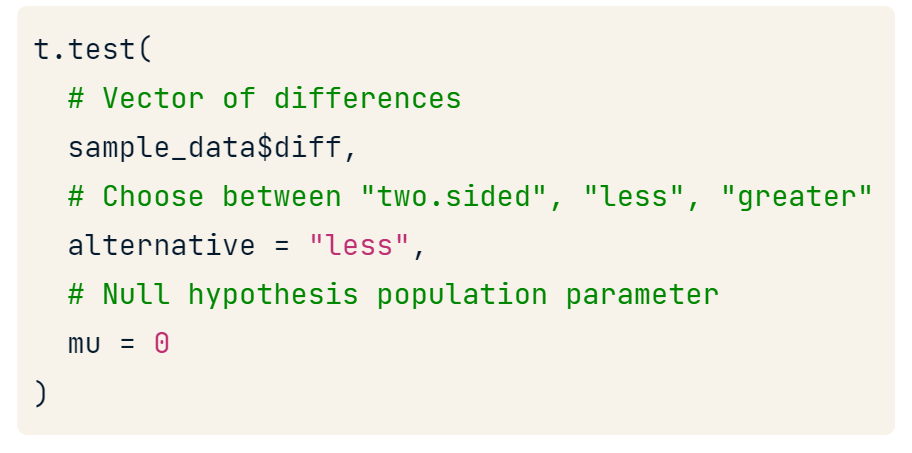 t.test(
  # Vector of differences
  sample_data$diff,
  # Choose between "two.sided", "less", "greater"
  alternative = "less",
  # Null hypothesis population parameter
  mu = 0
)